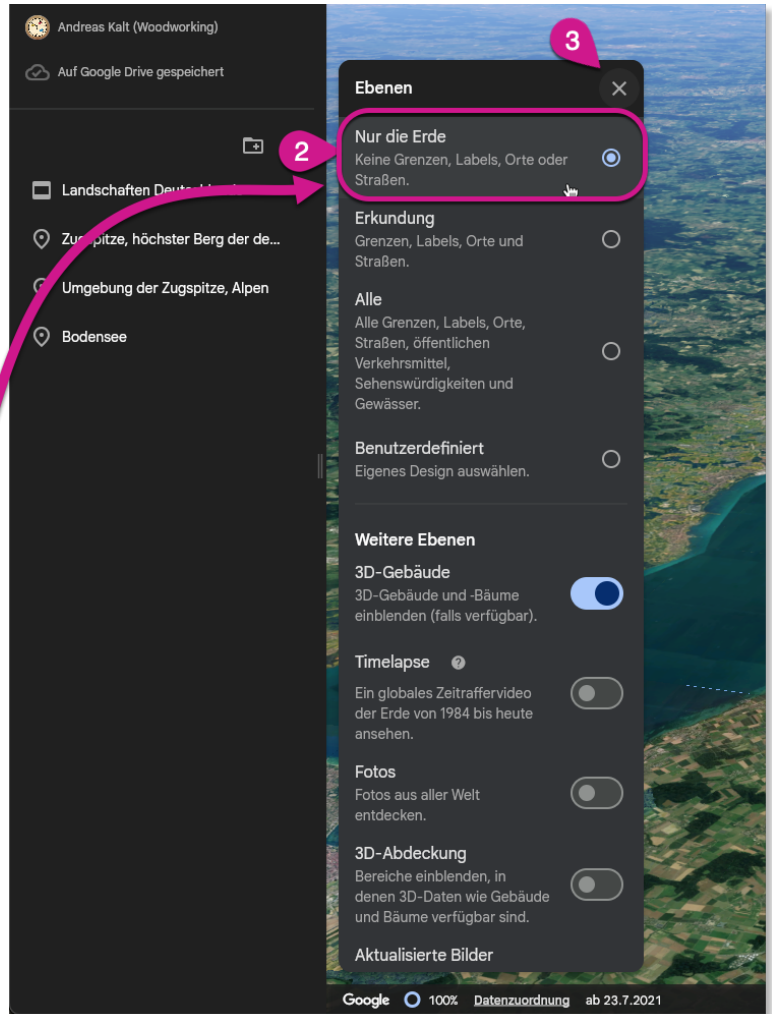 Andreas Kalt (Woodworking)
Auf Google Drive gespeichert
Landschaften
Zugspitze, höchster Berg der de...
Umgebung der Zugspitze, Alpen
Bodensee
3
Ebenen
2
Nur die Erde
Keine Grenzen, Labels, Orte oder
Straßen.
Erkundung
Grenzen, Labels, Orte und
Straßen.
Alle
Alle Grenzen, Labels, Orte,
Straßen, öffentlichen
Verkehrsmittel,
Sehenswürdigkeiten und
Gewässer.
Benutzerdefiniert
Eigenes Design auswählen.
Weitere Ebenen
3D-Gebäude
3D-Gebäude und -Bäume
einblenden (falls verfügbar).
Timelapse ?
Ein globales Zeitraffervideo
der Erde von 1984 bis heute
ansehen.
Fotos
Fotos aus aller Welt
entdecken.
3D-Abdeckung
Bereiche einblenden, in
denen 3D-Daten wie Gebäude
und Bäume verfügbar sind.
Aktualisierte Bilder
Google 100% Datenzuordnung ab 23.7.2021